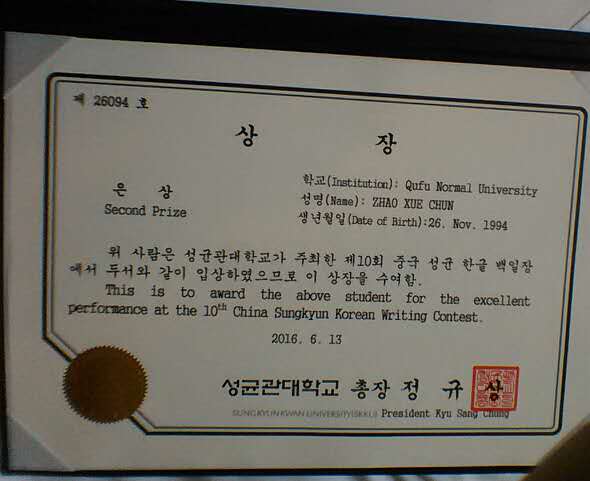 제 26094 호
상 장
은 상
Second Prize
학교(Institution): Qufu Normal University
성명(Name): ZHAO XUE CHUN
생년월일(Date of Birth):26. Nov. 1994
위 사람은 성균관대학교가 주최한 제10회 중국 성균 한글 백일장
에서 두서와 같이 입상하였으므로 이 상장을 수여함.
This is to award the above student for the excellent
performance at the 10th China Sungkyun Korean Writing Contest.
2016. 6. 13
성균관대학교 총장 정 규 상
SUNGKYUNKWAN UNIVERSITY(SKKU) President Kyu Sang Chung